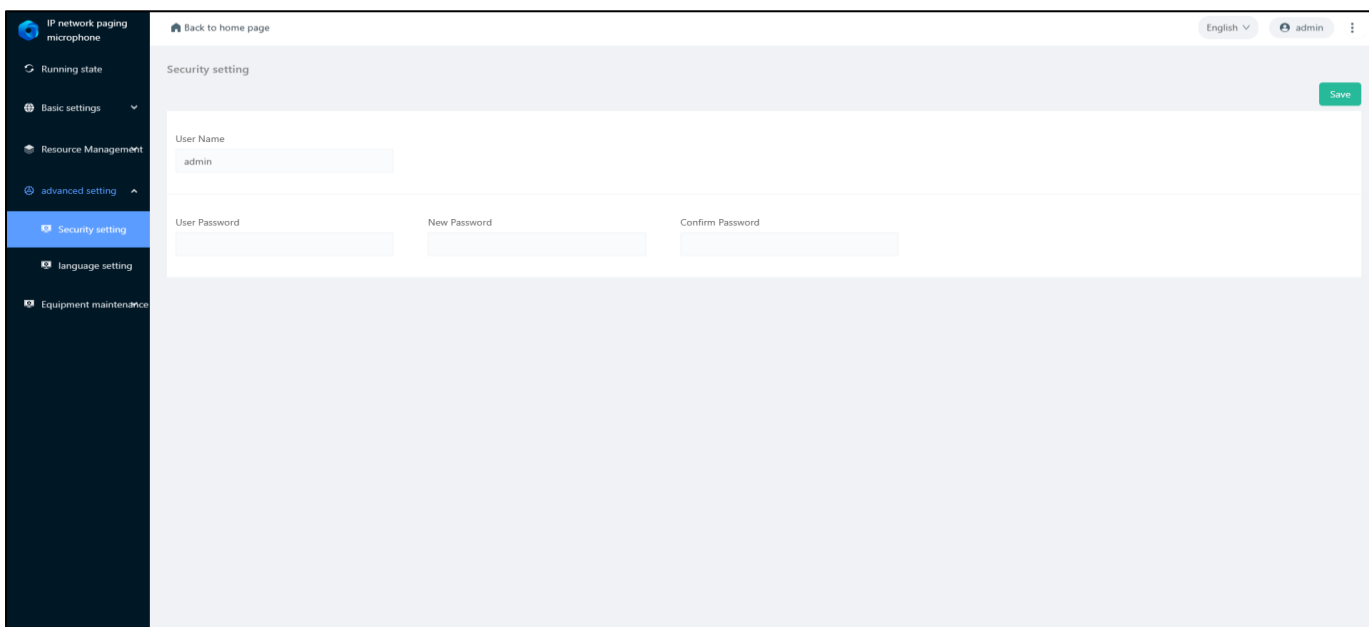 IP network paging
microphone
Back to home page
English
admin
Running state
Security setting
Save
Basic settings
User Name
Resource Management
admin
advanced setting
User Password
New Password
Confirm Password
Security setting
language setting
Equipment maintenance